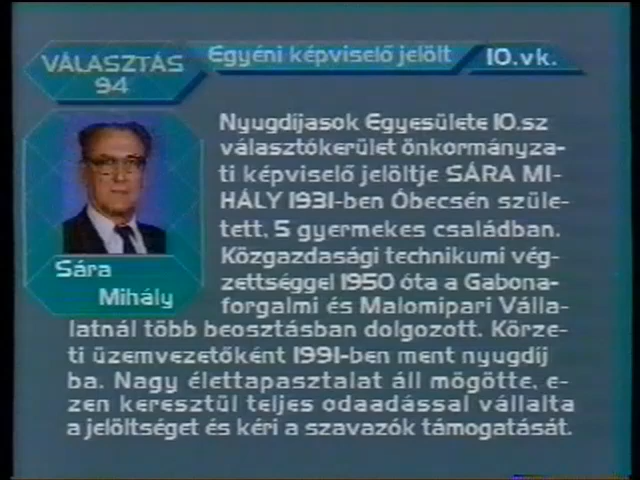 VÁLASZTÁS
94
Egyéni képviselő jelölt
10.vk.
Sára
Mihály
Nyugdíjasok Egyesülete 10.sz
választókerület önkormányza-
ti képviselő jelöltje SÁRA MI-
HÁLY 1931-ben Óbecsén szüle-
tett. 5 gyermekes családban.
Közgazdasági technikumi vég-
zettséggel 1950 óta a Gabona-
forgalmi és Malomipari Válla-
latnál több beosztásban dolgozott. Körze-
ti üzemvezetőként 1991-ben ment nyugdíj
ba. Nagy élettapasztalat áll mögötte, e-
zen keresztül teljes odaadással vállalta
a jelöltséget és kéri a szavazók támogatását.